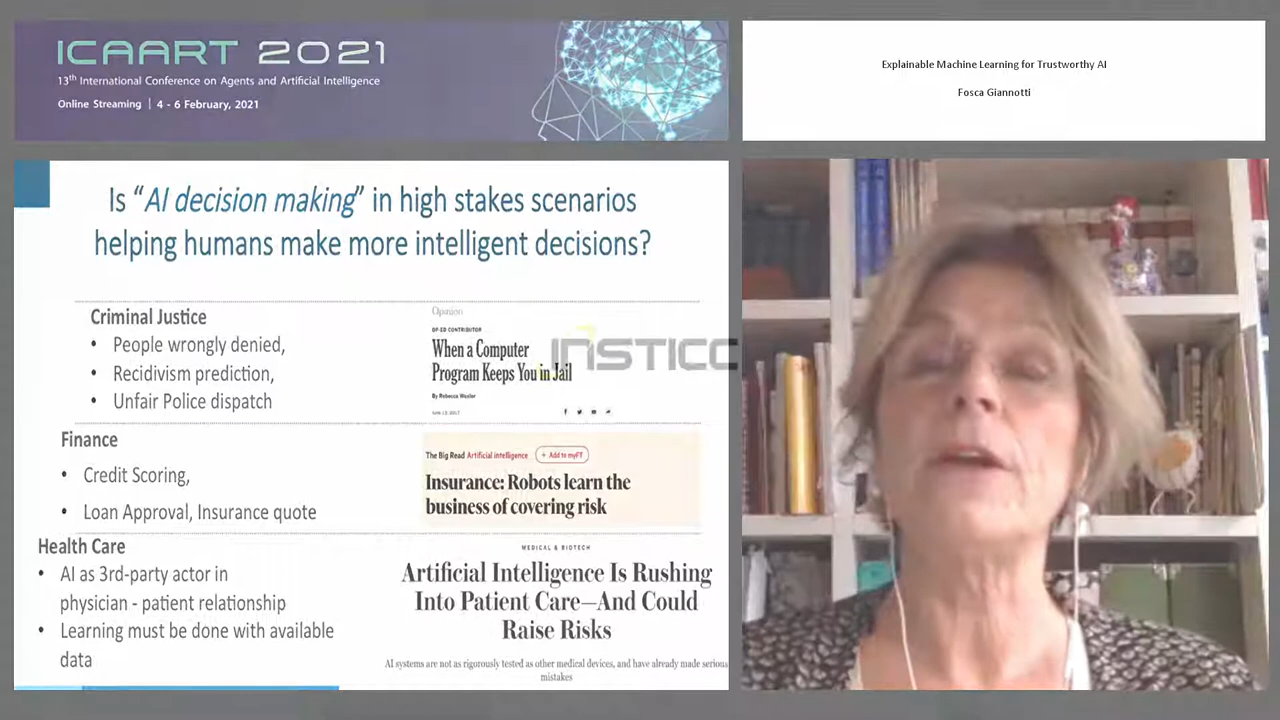 ICAART 2021
13th International Conference on Agents and Artificial Intelligence
Online Streaming | 4 - 6 February, 2021
Explainable Machine Learning for Trustworthy AI
Fosca Giannotti
Is “AI decision making” in high stakes scenarios
helping humans make more intelligent decisions?
Criminal Justice
• People wrongly denied,
• Recidivism prediction,
• Unfair Police dispatch
Opinion
OP-ED CONTRIBUTOR
When a Computer
Program Keeps You in Jail
By Rebecca Wexler
JUNE 13, 2017
INSTICC
Finance
• Credit Scoring,
• Loan Approval, Insurance quote
The Big Read Artificial intelligence + Add to myFT
Insurance: Robots learn the
business of covering risk
Health Care
• AI as 3rd-party actor in
physician - patient relationship
• Learning must be done with available
data
MEDICAL & BIOTECH
Artificial Intelligence Is Rushing
Into Patient Care—And Could
Raise Risks
AI systems are not as rigorously tested as other medical devices, and have already made serious
mistakes